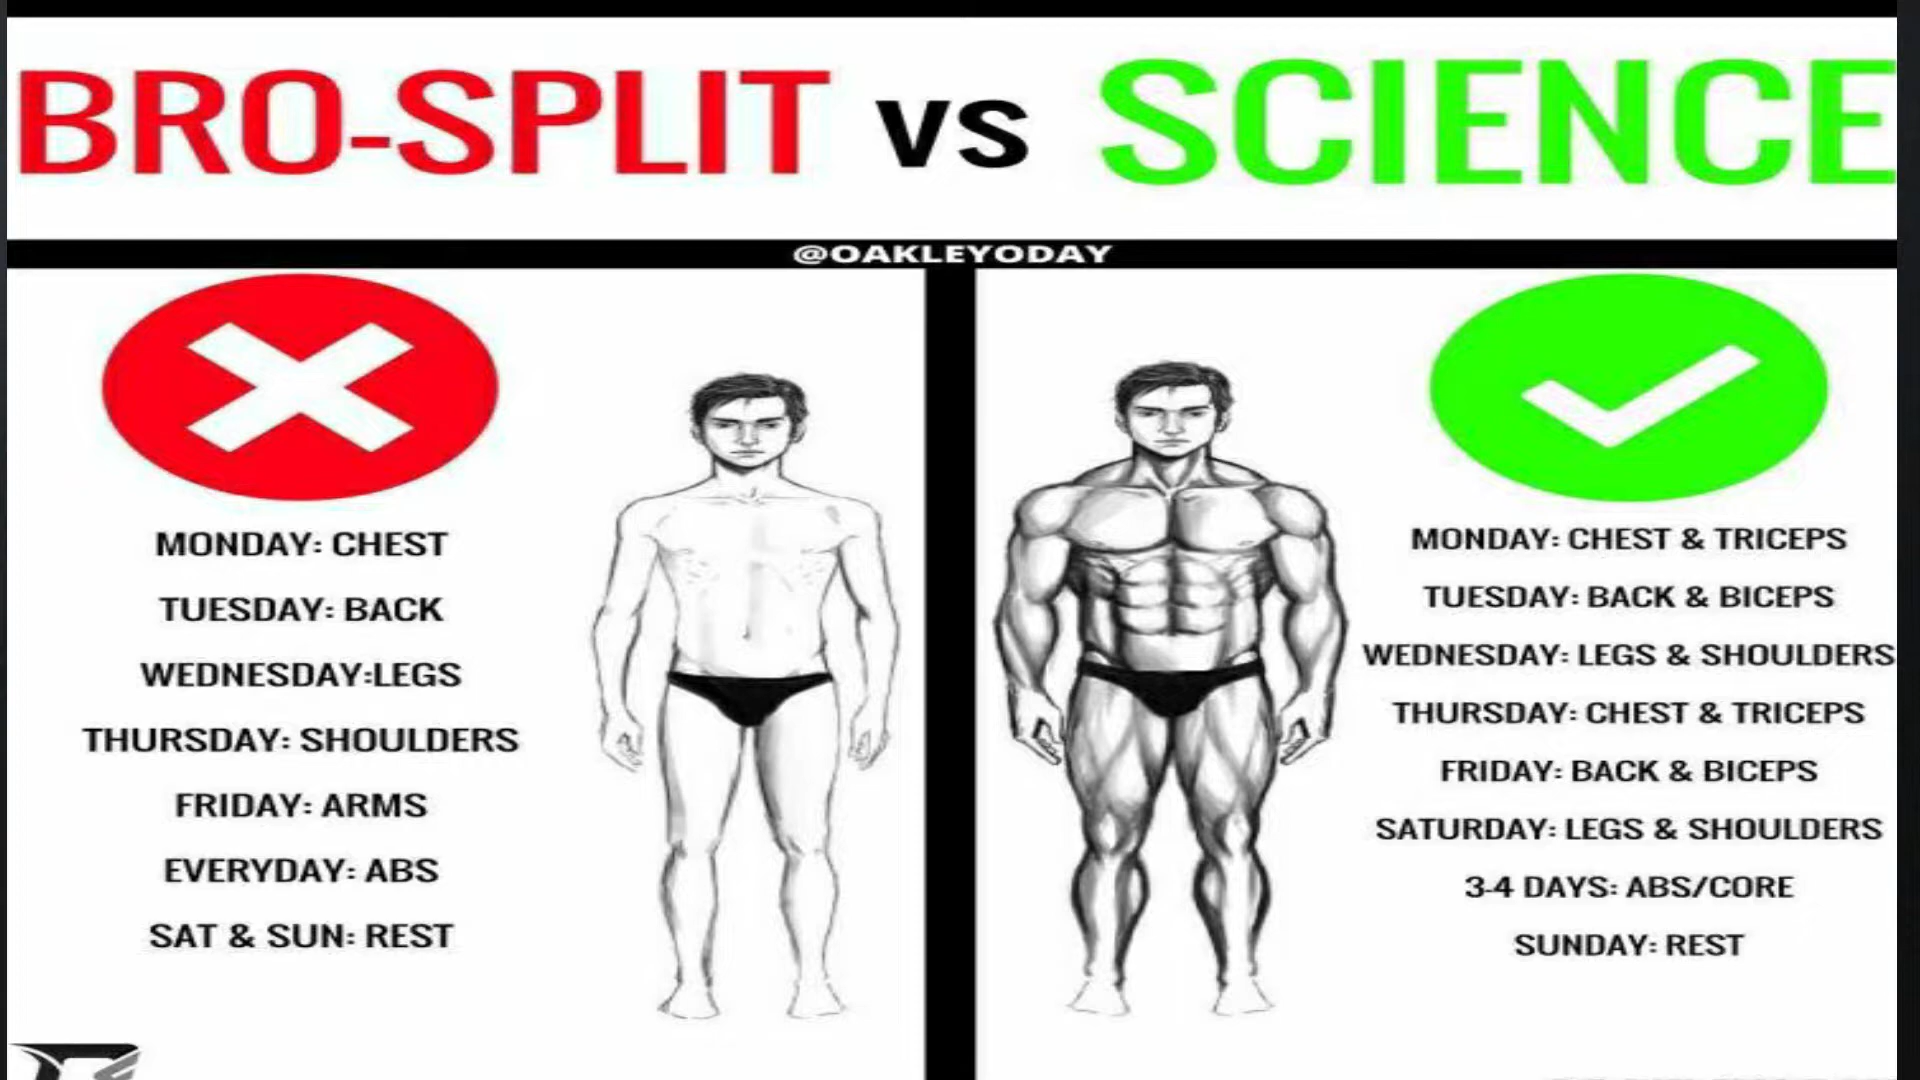 BRO-SPLIT VS SCIENCE
@OAKLEYODAY
MONDAY: CHEST
TUESDAY: BACK
WEDNESDAY:LEGS
THURSDAY: SHOULDERS
FRIDAY: ARMS
EVERYDAY: ABS
SAT & SUN: REST
MONDAY: CHEST & TRICEPS
TUESDAY: BACK & BICEPS
WEDNESDAY: LEGS & SHOULDERS
THURSDAY: CHEST & TRICEPS
FRIDAY: BACK & BICEPS
SATURDAY: LEGS & SHOULDERS
3-4 DAYS: ABS/CORE
SUNDAY: REST